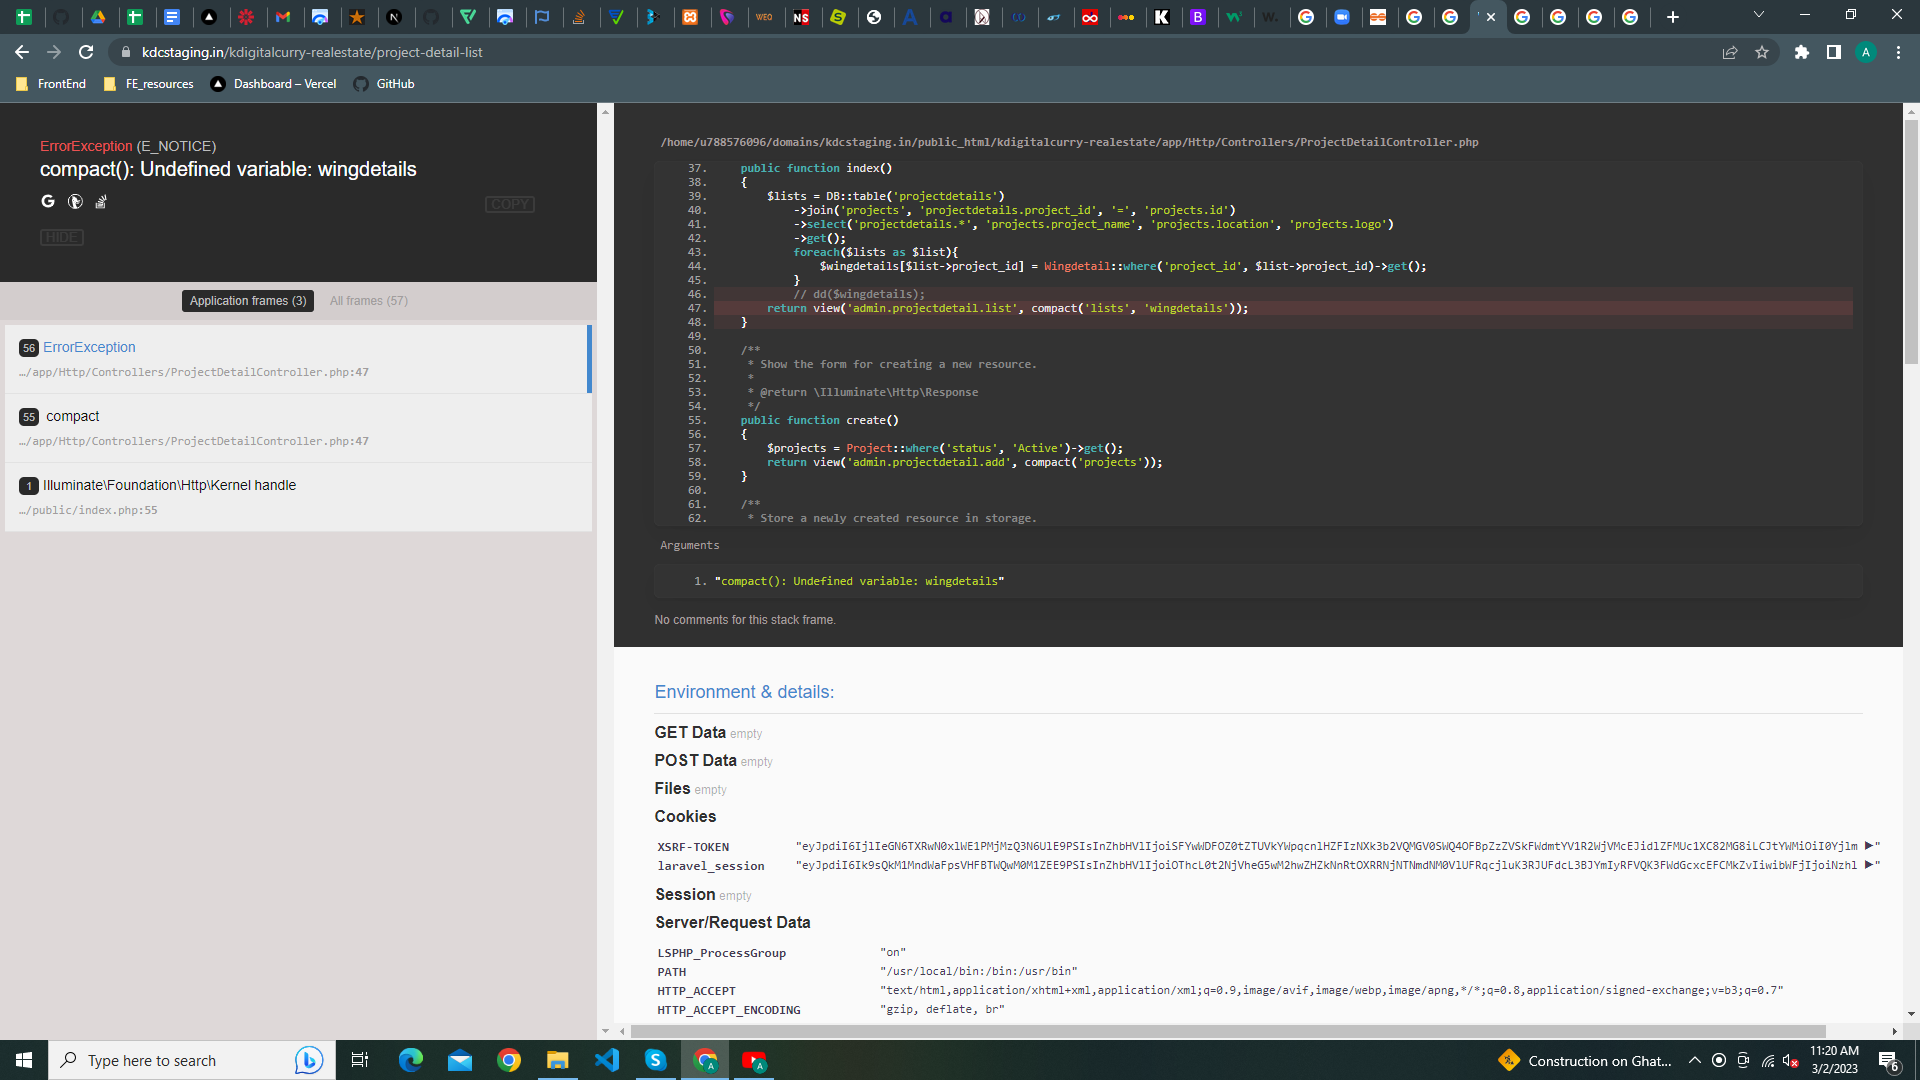 kdcstaging.in/kdigitalcurry-realestate/project-detail-list
FrontEnd
FE_resources
Dashboard – Vercel
GitHub
ErrorException (E_NOTICE)
compact(): Undefined variable: wingdetails
COPY
HIDE
Application frames (3)
All frames (57)
56 ErrorException
…/app/Http/Controllers/ProjectDetailController.php:47
55 compact
…/app/Http/Controllers/ProjectDetailController.php:47
1 Illuminate\Foundation\Http\Kernel handle
…/public/index.php:55
/home/u788576096/domains/kdcstaging.in/public_html/kdigitalcurry-realestate/app/Http/Controllers/ProjectDetailController.php
37. public function index()
38. {
39. $lists = DB::table('projectdetails')
40. ->join('projects', 'projectdetails.project_id', '=', 'projects.id')
41. ->select('projectdetails.*', 'projects.project_name', 'projects.location', 'projects.logo')
42. ->get();
43. foreach($lists as $list){
44. $wingdetails[$list->project_id] = Wingdetail::where('project_id', $list->project_id)->get();
45. }
46. // dd($wingdetails);
47. return view('admin.projectdetail.list', compact('lists', 'wingdetails'));
48. }
49.
50. /**
51. * Show the form for creating a new resource.
52. *
53. * @return \Illuminate\Http\Response
54. */
55. public function create()
56. {
57. $projects = Project::where('status', 'Active')->get();
58. return view('admin.projectdetail.add', compact('projects'));
59. }
60.
61. /**
62. * Store a newly created resource in storage.
Arguments
1. "compact(): Undefined variable: wingdetails"
No comments for this stack frame.
Environment & details:
GET Data empty
POST Data empty
Files empty
Cookies
XSRF-TOKEN
laravel_session
Session empty
Server/Request Data
LSPHP_ProcessGroup "on"
PATH "/usr/local/bin:/bin:/usr/bin"
HTTP_ACCEPT "text/html,application/xhtml+xml,application/xml;q=0.9,image/avif,image/webp,image/apng,*/*;q=0.8,application/signed-exchange;v=b3;q=0.7"
HTTP_ACCEPT_ENCODING "gzip, deflate, br"
Type here to search
Construction on Ghat...
11:20 AM
3/2/2023
6